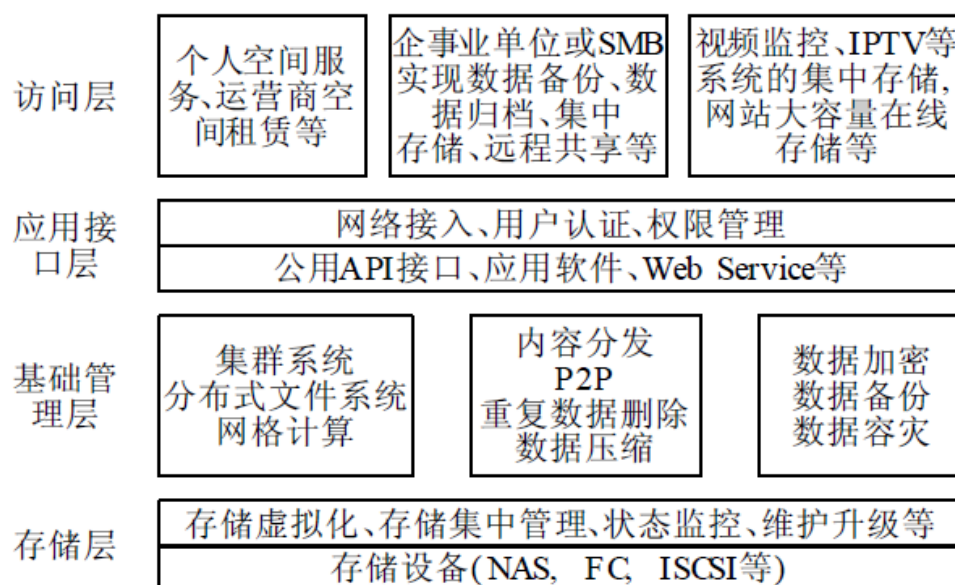 访问层
个人空间服
务、运营商空
间租赁等
企事业单位或SMB
实现数据备份、数
据归档、集中
存储、远程共享等
视频监控、IPTV等
系统的集中存储,
网站大容量在线
存储等
应用接
口层
网络接入、用户认证、权限管理
公用API接口、应用软件、Web Service等
基础管
理层
集群系统
分布式文件系统
网格计算
内容分发
P2P
重复数据删除
数据压缩
数据加密
数据备份
数据容灾
存储层
存储虚拟化、存储集中管理、状态监控、维护升级等
存储设备(NAS, FC, ISCSI等)